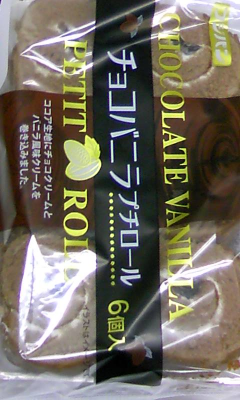 CHOCOLATE VANILLA
チョコバニラプチロール
6個入
PETIT ROLL
ココア生地にチョコクリームと
バニラ風味クリームを
巻き込みました。